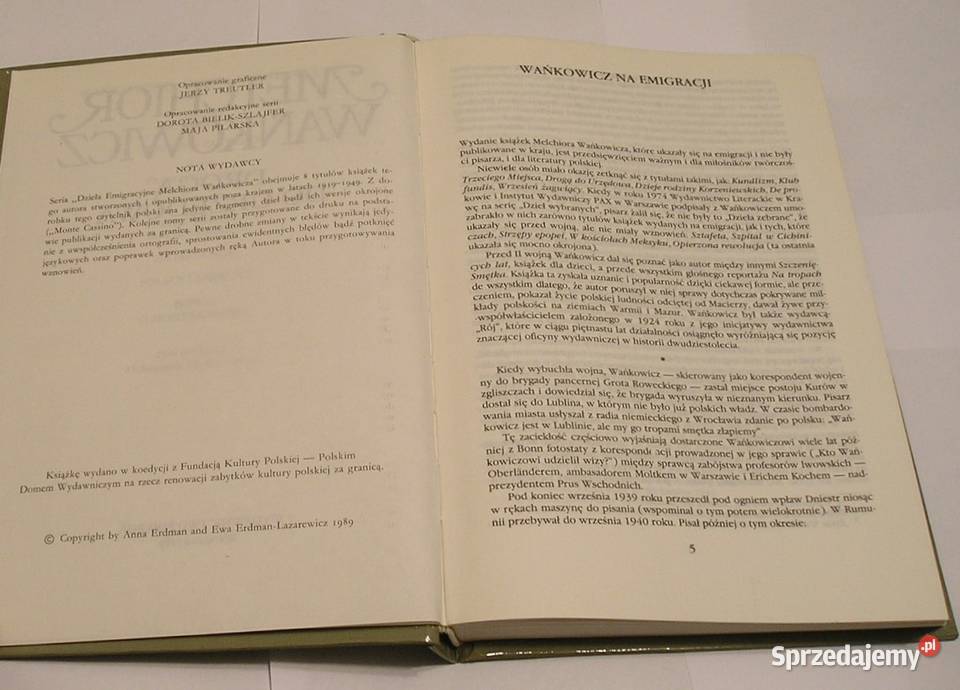 Opracowanie graficzne
JERZY TREUTLER
Opracowanie redakcyjne serii
DOROTA BIELIK-SZLAJFER
MAJA PILARSKA
NOTA WYDAWCY
Seria „Dzieła Emigracyjne Melchiora Wańkowicza" obejmuje 8 tytułów książek te-
go autora stworzonych i opublikowanych poza krajem w latach 1919-1949. Z do-
robku tego czytelnik polski zna jedynie fragmenty dzieł bądź ich wersje okrojone
(„Monte Cassino"). Kolejne tomy serii zostały przygotowane do druku na podsta-
wie publikacji wydanych za granicą. Pewne drobne zmiany w tekście wynikają jedy-
nie z uwspółcześnienia ortografii, sprostowania ewidentnych błędów bądź potknięć
językowych oraz poprawek wprowadzonych ręką Autora w toku przygotowywania
wznowień.
Książkę wydano w koedycji z Fundacją Kultury Polskiej — Polskim
Domem Wydawniczym na rzecz renowacji zabytków kultury polskiej za granicą.
© Copyright by Anna Erdman and Ewa Erdman-Lazarewicz 1989
WAŃKOWICZ NA EMIGRACJI
Wydanie książek Melchiora Wańkowicza, które ukazały się na emigracji i nie były
publikowane w kraju, jest przedsięwzięciem ważnym i dla miłośników twórczoś-
ci pisarza, i dla literatury polskiej.
Niewiele osób miało okazję zetknąć się z tytułami takimi, jak Kundlizm, Klub
Trzeciego Miejsca, Drogą do Urzędowa, Dzieje rodziny Korzeniewskich, De pro-
fundis, Wrzesień żagwiący. Kiedy w roku 1974 Wydawnictwo Literackie w Kra-
kowie i Instytut Wydawniczy PAX w Warszawie podpisały z Wańkowiczem umo-
wę na serię „Dzieł wybranych", pisarz żalił się, że nie były to „Dzieła zebrane", że
zabrakło w nich zarówno tytułów książek wydanych na emigracji, jak i tych, które
ukazały się przed wojną, ale nie miały wznowień. Sztafeta, Szpital w Cichini-
czach, Strzępy epopei, W kościołach Meksyku, Opierzona rewolucja (ta ostatnia
ukazała się mocno okrojona).
Przed II wojną Wańkowicz dał się poznać jako autor między innymi Szczenię-
cych lat, książek dla dzieci, a przede wszystkim głośnego reportażu Na tropach
Smętka. Książka ta zyskała uznanie i popularność dzięki ciekawej formie, ale prze-
de wszystkim dlatego, że autor poruszył w niej sprawy dotychczas pokrywane mil-
czeniem, pokazał życie polskiej ludności odciętej od Macierzy, dawał żywe przy-
kłady polskości na ziemiach Warmii i Mazur. Wańkowicz był także wydawcą-
-współwłaścicielem założonego w 1924 roku z jego inicjatywy wydawnictwa
„Rój", które w ciągu piętnastu lat działalności osiągnęło wyróżniającą się pozycję
znaczącej oficyny wydawniczej w historii dwudziestolecia.
*
Kiedy wybuchła wojna, Wańkowicz — skierowany jako korespondent wojen-
ny do brygady pancernej Grota Roweckiego — zastał miejsce postoju Kurów w
zgliszczach i dowiedział się, że brygada wyruszyła w nieznanym kierunku. Pisarz
dostał się do Lublina, w którym nie było już polskich władz. W czasie bombardo-
wania miasta usłyszał z radia niemieckiego z Wrocławia zdanie po polsku: „Wań-
kowicz jest w Lublinie, ale my go tropami smętka złapiemy".
Tę zaciekłość częściowo wyjaśniają dostarczone Wańkowiczowi wiele lat póź-
niej z Bonn fotostaty z korespondencji prowadzonej w jego sprawie („Kto Wań-
kowiczowi udzielił wizy?") między sprawcą zabójstwa profesorów lwowskich —
Oberländerem, ambasadorem Moltkem w Warszawie i Erichem Kochem — nad-
prezydentem Prus Wschodnich.
Pod koniec września 1939 roku przeszedł pod ogniem wpław Dniestr niosąc
w rękach maszynę do pisania (wspominał o tym potem wielokrotnie). W Rumu-
nii przebywał do września 1940 roku. Pisał później o tym okresie:
5
Sprzedajemy.pl